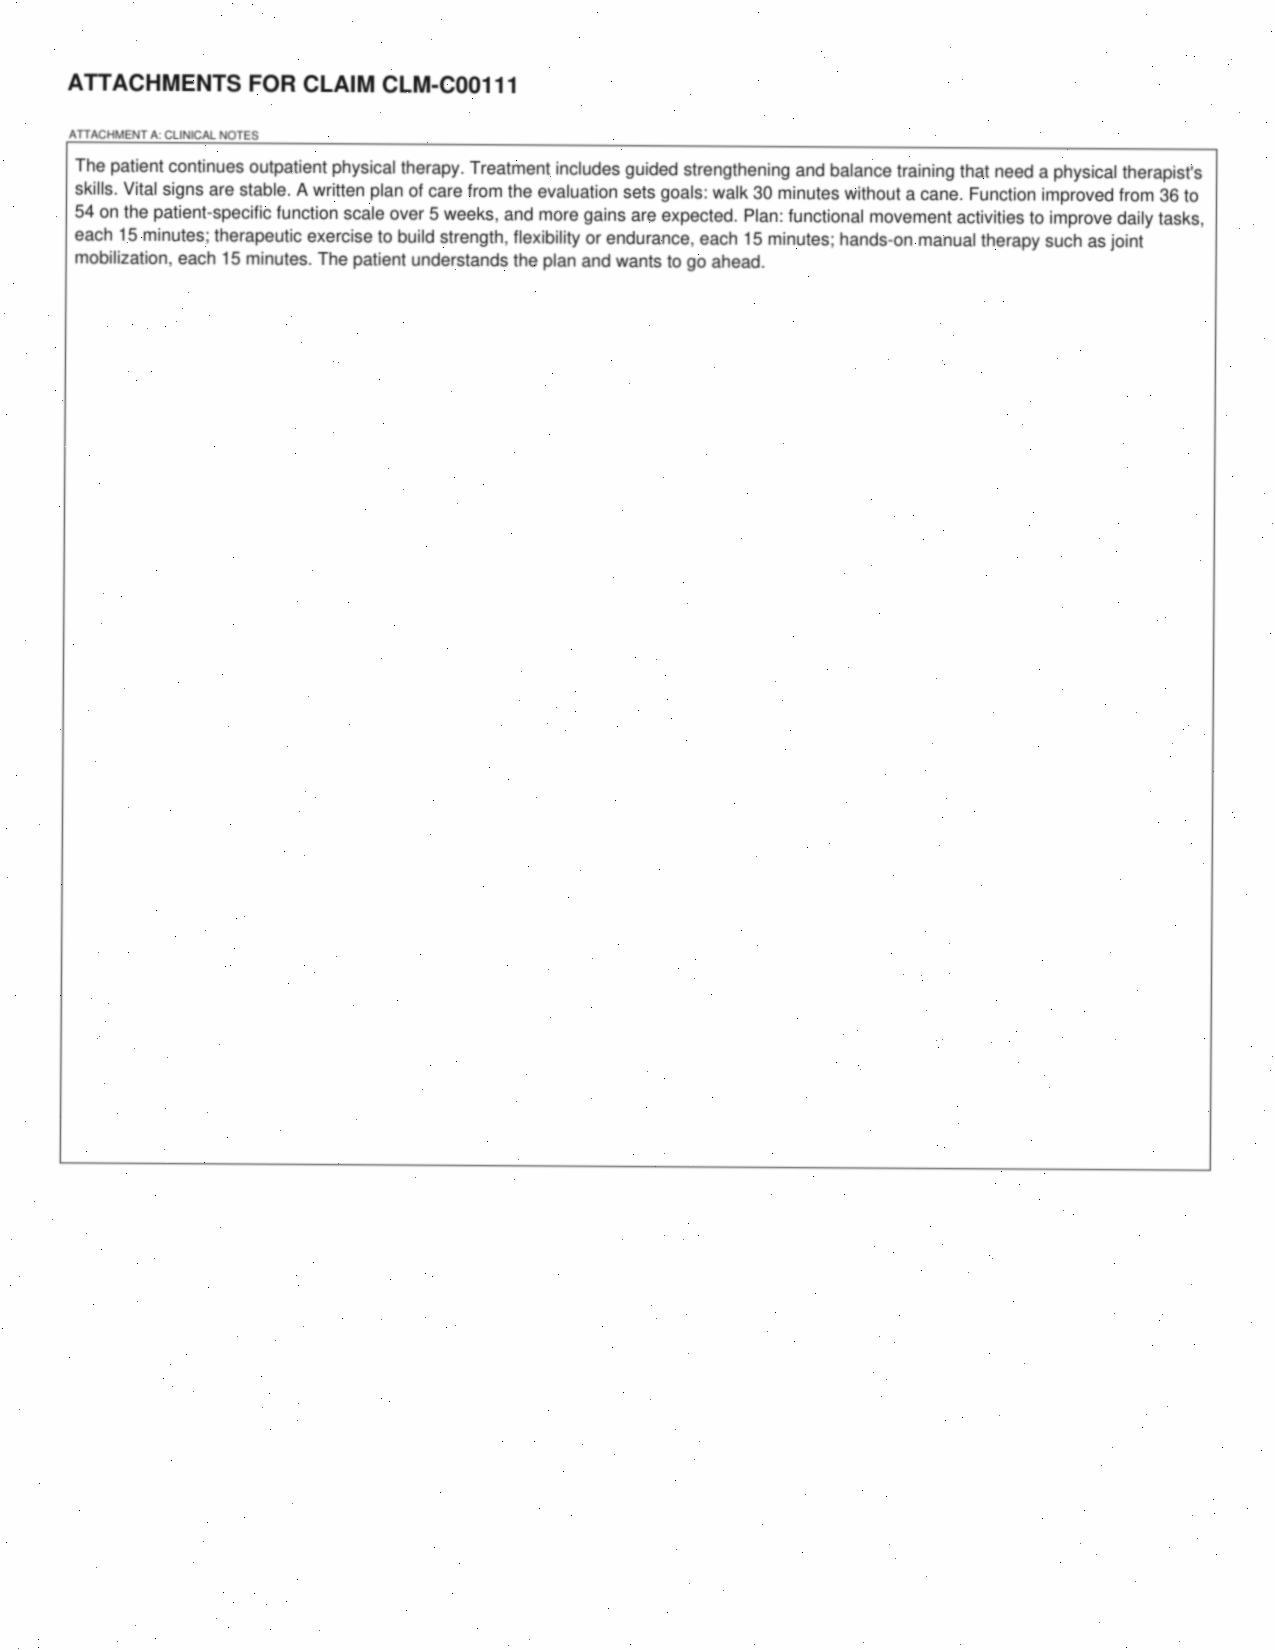 ATTACHMENTS FOR CLAIM CLM-C00111
ATTACHMENT A: CLINICAL NOTES
The patient continues outpatient physical therapy. Treatment includes guided strengthening and balance training that need a physical therapist's
skills. Vital signs are stable. A written plan of care from the evaluation sets goals: walk 30 minutes without a cane. Function improved from 36 to
54 on the patient-specific function scale over 5 weeks, and more gains are expected. Plan: functional movement activities to improve daily tasks,
each 15 minutes; therapeutic exercise to build strength, flexibility or endurance, each 15 minutes; hands-on manual therapy such as joint
mobilization, each 15 minutes. The patient understands the plan and wants to go ahead.